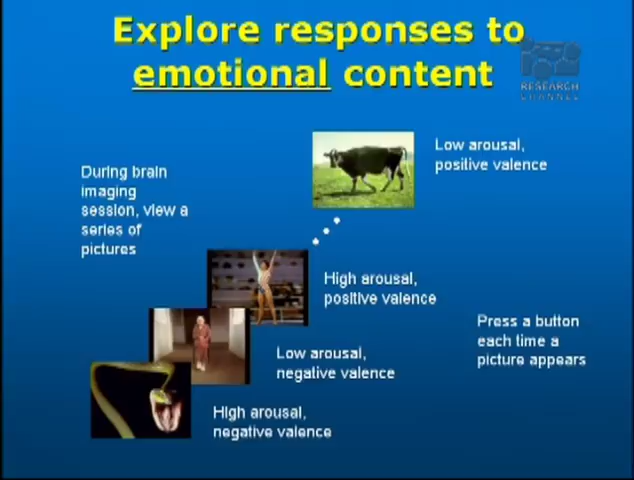 Explore responses to
emotional content
RESEARCH
CHANNEL
Low arousal,
positive valence
During brain
imaging
session, view a
series of
pictures
High arousal,
positive valence
Press a button
each time a
picture appears
Low arousal,
negative valence
High arousal,
negative valence